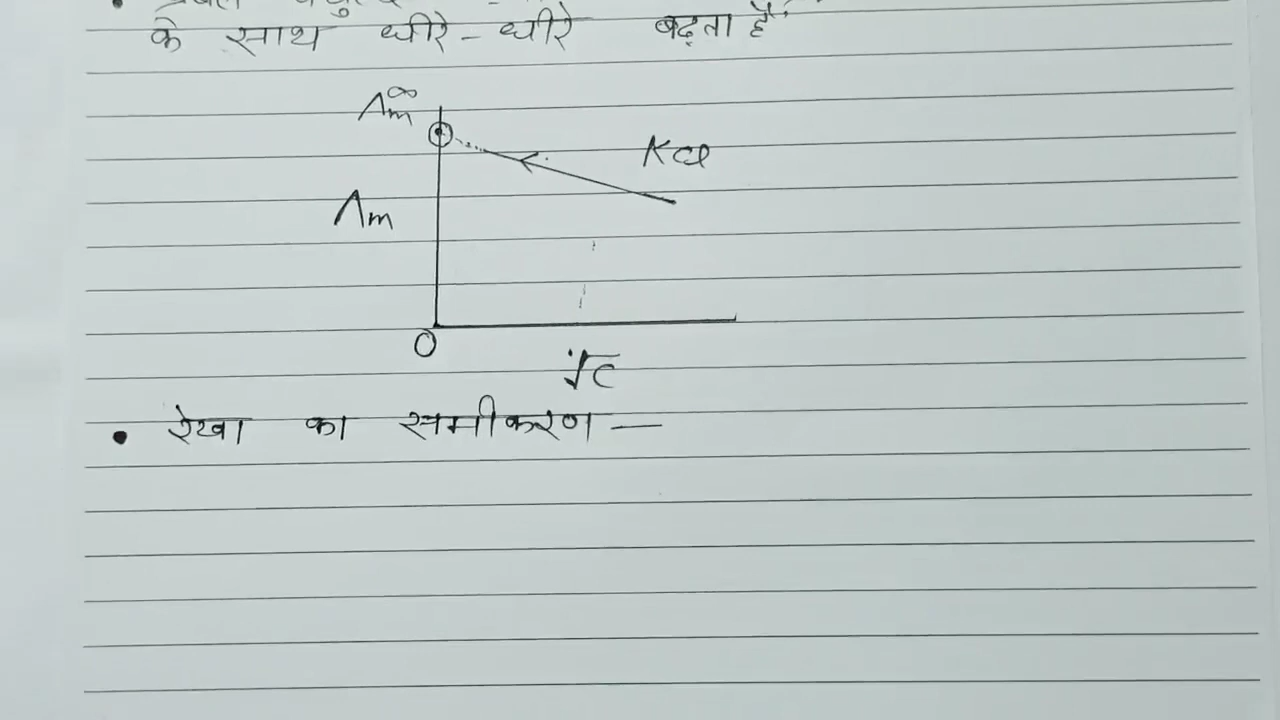 के साथ धीरे - धीरे बढ़ता है
Λm∞
KCl
Λm
O
√C
• रेखा का समीकरण —